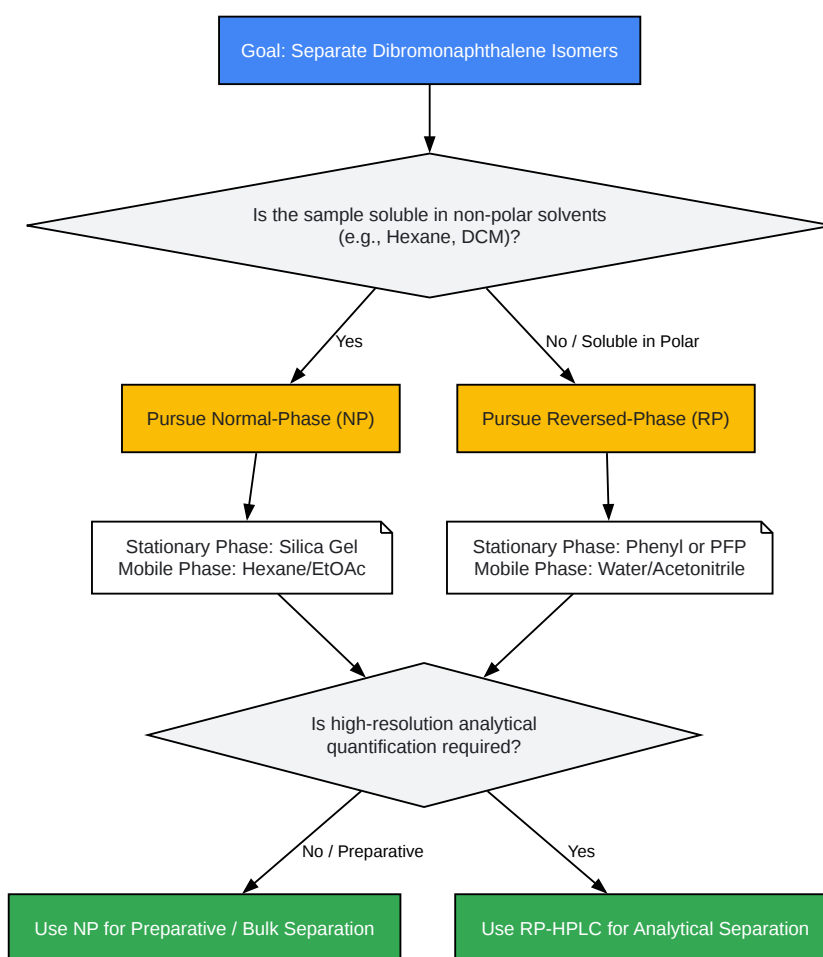 Goal: Separate Dibromonaphthalene Isomers
Is the sample soluble in non-polar solvents
(e.g., Hexane, DCM)?
Yes
No / Soluble in Polar
Pursue Normal-Phase (NP)
Pursue Reversed-Phase (RP)
Stationary Phase: Silica Gel
Mobile Phase: Hexane/EtOAc
Stationary Phase: Phenyl or PFP
Mobile Phase: Water/Acetonitrile
Is high-resolution analytical
quantification required?
No / Preparative
Yes
Use NP for Preparative / Bulk Separation
Use RP-HPLC for Analytical Separation